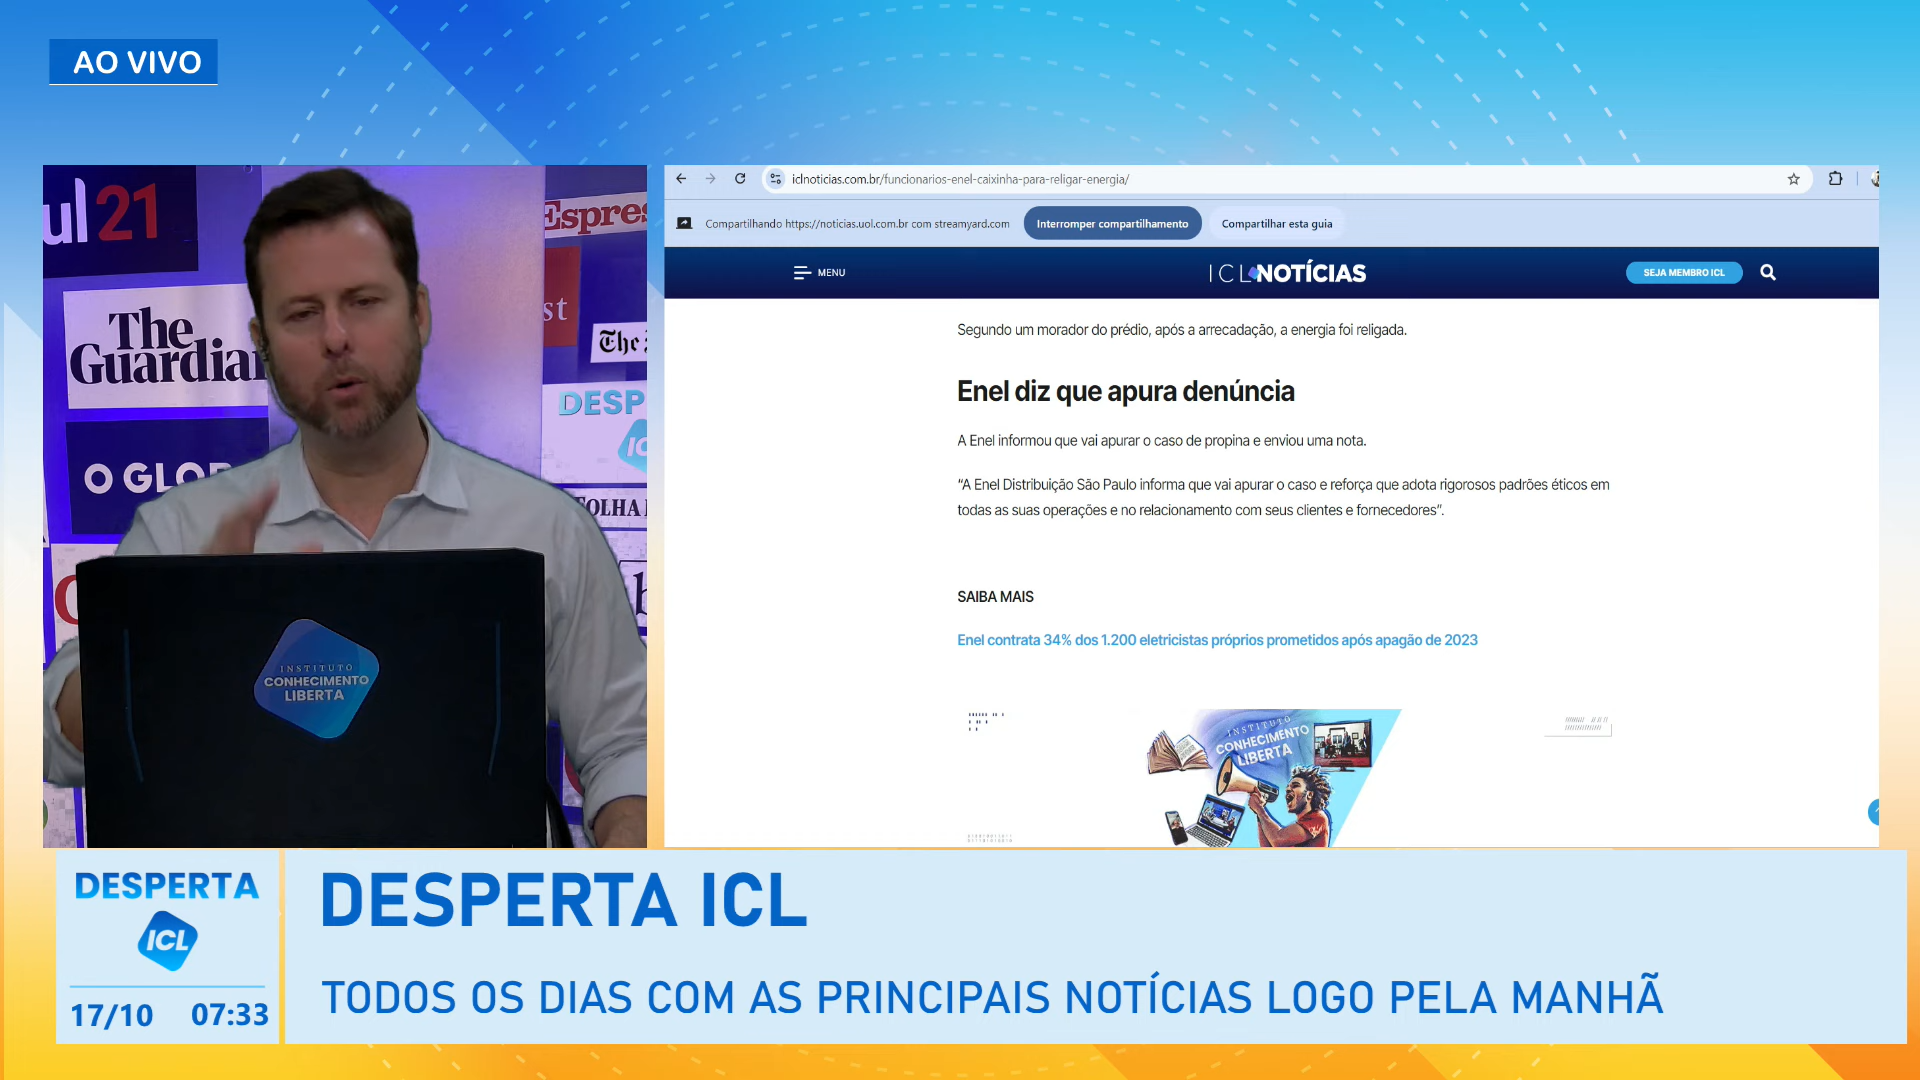 AO VIVO
ul 21
Espres
The
Guardian
st
The
DESP
O GLO
OLHA
INSTITUTO
CONHECIMENTO
LIBERTA
iclnoticias.com.br/funcionarios-enel-caixinha-para-religar-energia/
Compartilhando https://noticias.uol.com.br com streamyard.com
Interromper compartilhamento
Compartilhar esta guia
MENU
ICL NOTÍCIAS
SEJA MEMBRO ICL
Segundo um morador do prédio, após a arrecadação, a energia foi religada.
Enel diz que apura denúncia
A Enel informou que vai apurar o caso de propina e enviou uma nota.
“A Enel Distribuição São Paulo informa que vai apurar o caso e reforça que adota rigorosos padrões éticos em
todas as suas operações e no relacionamento com seus clientes e fornecedores”.
SAIBA MAIS
Enel contrata 34% dos 1.200 eletricistas próprios prometidos após apagão de 2023
INSTITUTO
CONHECIMENTO
LIBERTA
DESPERTA
ICL
17/10 07:33
DESPERTA ICL
TODOS OS DIAS COM AS PRINCIPAIS NOTÍCIAS LOGO PELA MANHÃ